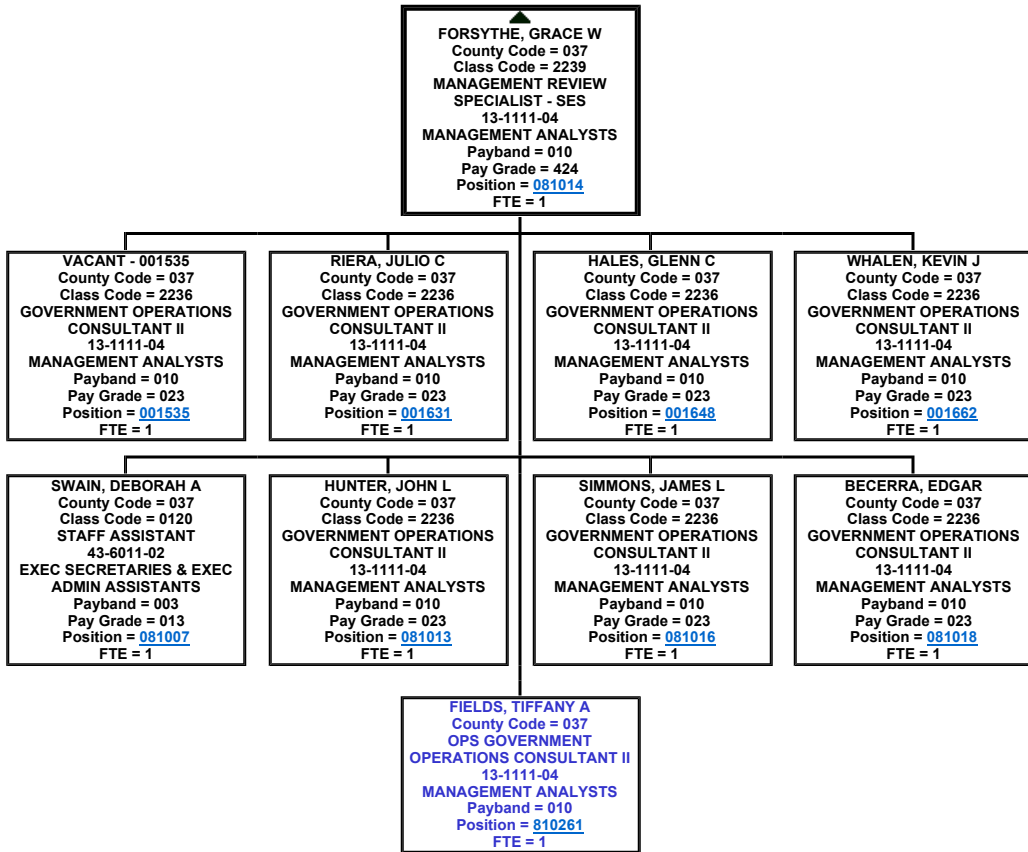 FORSYTHE, GRACE W
County Code = 037
Class Code = 2239
MANAGEMENT REVIEW
SPECIALIST - SES
13-1111-04
MANAGEMENT ANALYSTS
Payband = 010
Pay Grade = 424
Position = 081014
FTE = 1
VACANT - 001535
County Code = 037
Class Code = 2236
GOVERNMENT OPERATIONS
CONSULTANT II
13-1111-04
MANAGEMENT ANALYSTS
Payband = 010
Pay Grade = 023
Position = 001535
FTE = 1
RIERA, JULIO C
County Code = 037
Class Code = 2236
GOVERNMENT OPERATIONS
CONSULTANT II
13-1111-04
MANAGEMENT ANALYSTS
Payband = 010
Pay Grade = 023
Position = 001631
FTE = 1
HALES, GLENN C
County Code = 037
Class Code = 2236
GOVERNMENT OPERATIONS
CONSULTANT II
13-1111-04
MANAGEMENT ANALYSTS
Payband = 010
Pay Grade = 023
Position = 001648
FTE = 1
WHALEN, KEVIN J
County Code = 037
Class Code = 2236
GOVERNMENT OPERATIONS
CONSULTANT II
13-1111-04
MANAGEMENT ANALYSTS
Payband = 010
Pay Grade = 023
Position = 001662
FTE = 1
SWAIN, DEBORAH A
County Code = 037
Class Code = 0120
STAFF ASSISTANT
43-6011-02
EXEC SECRETARIES & EXEC
ADMIN ASSISTANTS
Payband = 003
Pay Grade = 013
Position = 081007
FTE = 1
HUNTER, JOHN L
County Code = 037
Class Code = 2236
GOVERNMENT OPERATIONS
CONSULTANT II
13-1111-04
MANAGEMENT ANALYSTS
Payband = 010
Pay Grade = 023
Position = 081013
FTE = 1
SIMMONS, JAMES L
County Code = 037
Class Code = 2236
GOVERNMENT OPERATIONS
CONSULTANT II
13-1111-04
MANAGEMENT ANALYSTS
Payband = 010
Pay Grade = 023
Position = 081016
FTE = 1
BECERRA, EDGAR
County Code = 037
Class Code = 2236
GOVERNMENT OPERATIONS
CONSULTANT II
13-1111-04
MANAGEMENT ANALYSTS
Payband = 010
Pay Grade = 023
Position = 081018
FTE = 1
FIELDS, TIFFANY A
County Code = 037
OPS GOVERNMENT
OPERATIONS CONSULTANT II
13-1111-04
MANAGEMENT ANALYSTS
Payband = 010
Position = 810261
FTE = 1